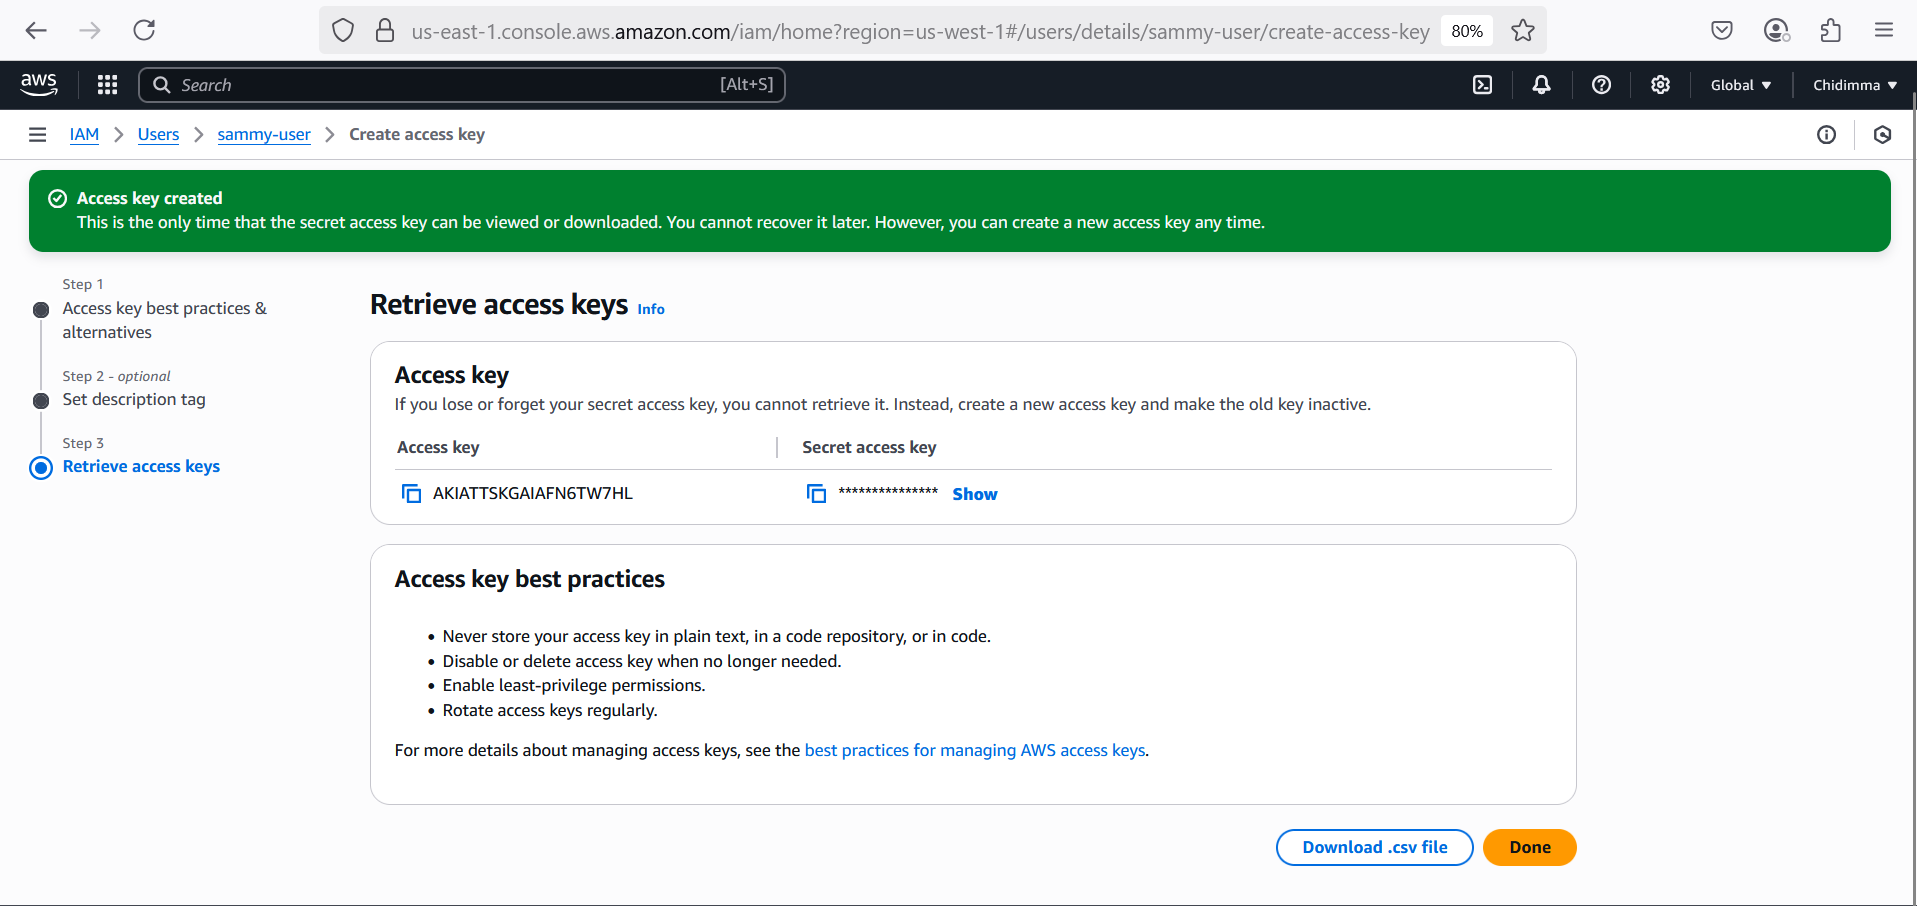 us-east-1.console.aws.amazon.com/iam/home?region=us-west-1#/users/details/sammy-user/create-access-key 80%
aws Search [Alt+S] Global Chidimma
IAM Users sammy-user Create access key
Access key created
This is the only time that the secret access key can be viewed or downloaded. You cannot recover it later. However, you can create a new access key any time.
Step 1
Access key best practices &
alternatives
Step 2 - optional
Set description tag
Step 3
Retrieve access keys
Retrieve access keys Info
Access key
If you lose or forget your secret access key, you cannot retrieve it. Instead, create a new access key and make the old key inactive.
Access key Secret access key
AKIATTSKGAIAFN6TW7HL *************** Show
Access key best practices
• Never store your access key in plain text, in a code repository, or in code.
• Disable or delete access key when no longer needed.
• Enable least-privilege permissions.
• Rotate access keys regularly.
For more details about managing access keys, see the best practices for managing AWS access keys.
Download .csv file Done